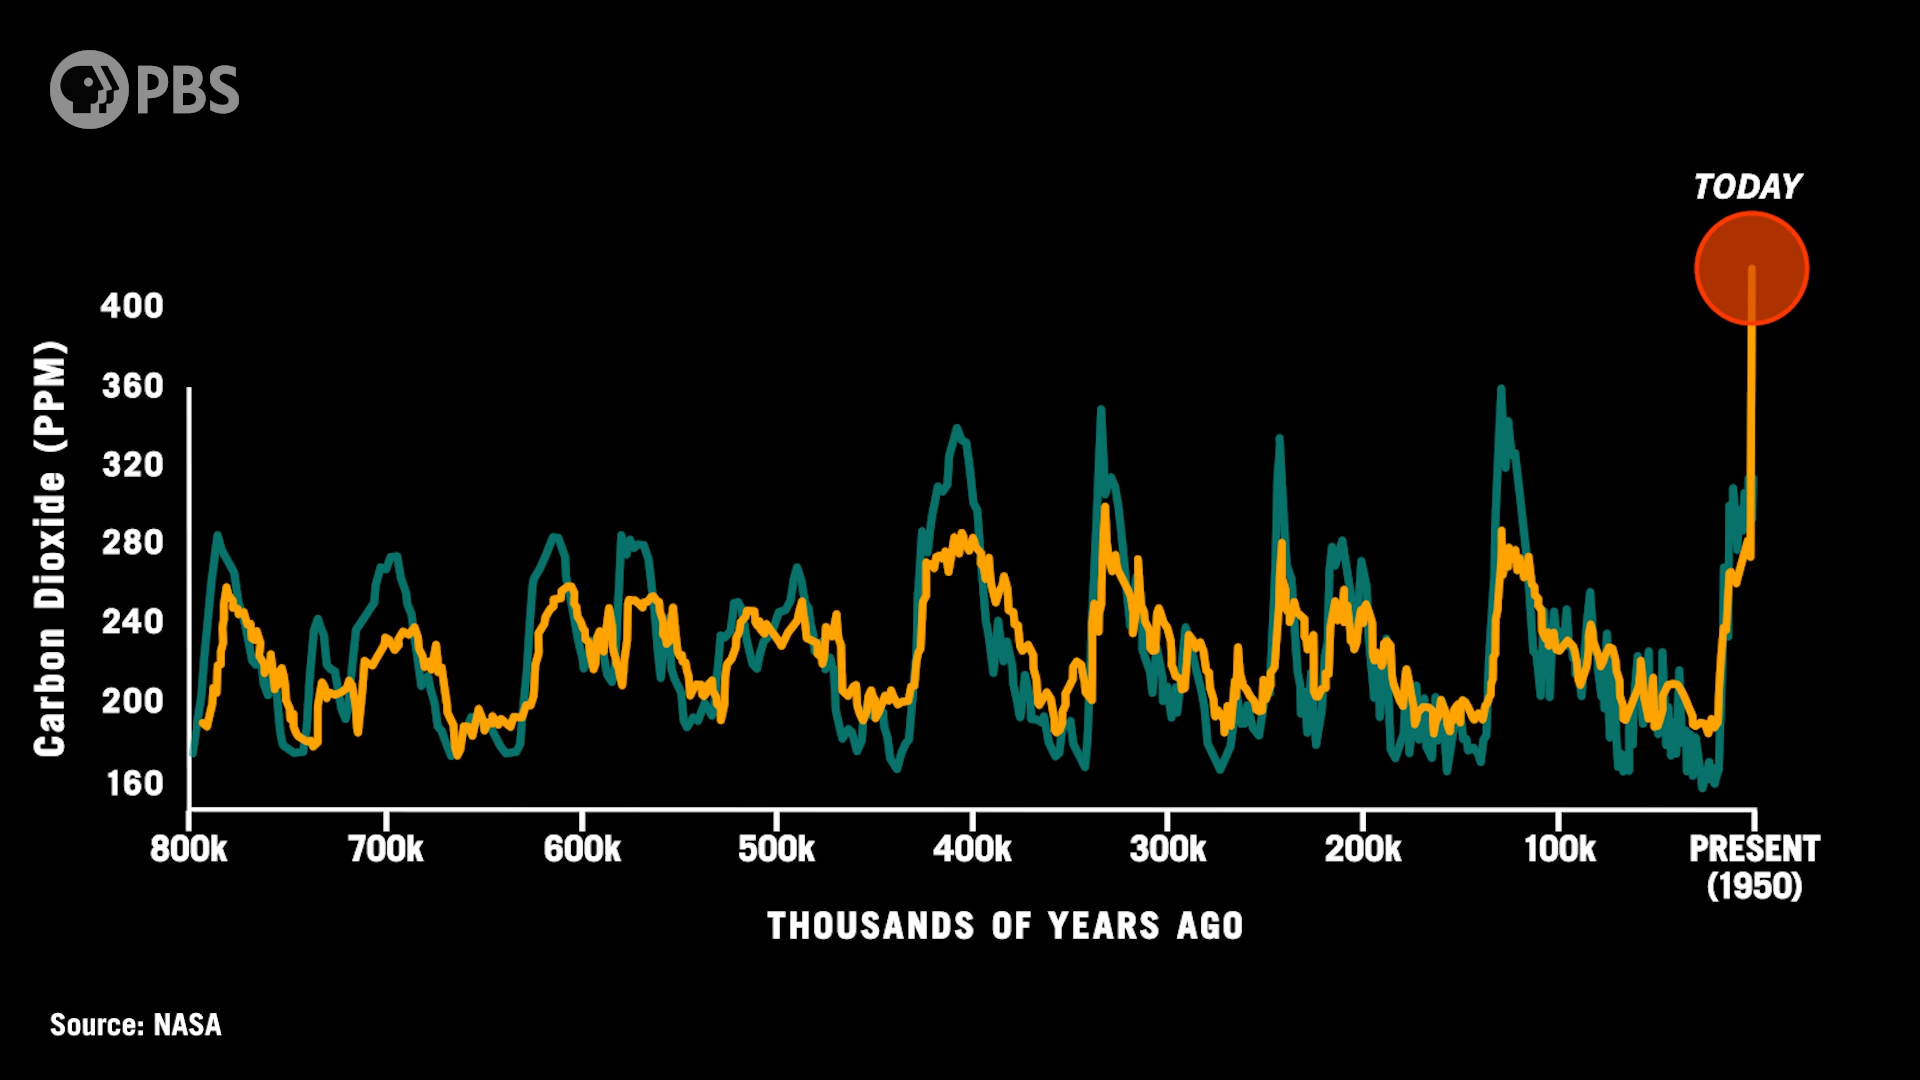 PBS
TODAY
400
360
320
280
240
200
160
Carbon Dioxide (PPM)
800k 700k 600k 500k 400k 300k 200k 100k PRESENT
(1950)
THOUSANDS OF YEARS AGO
Source: NASA